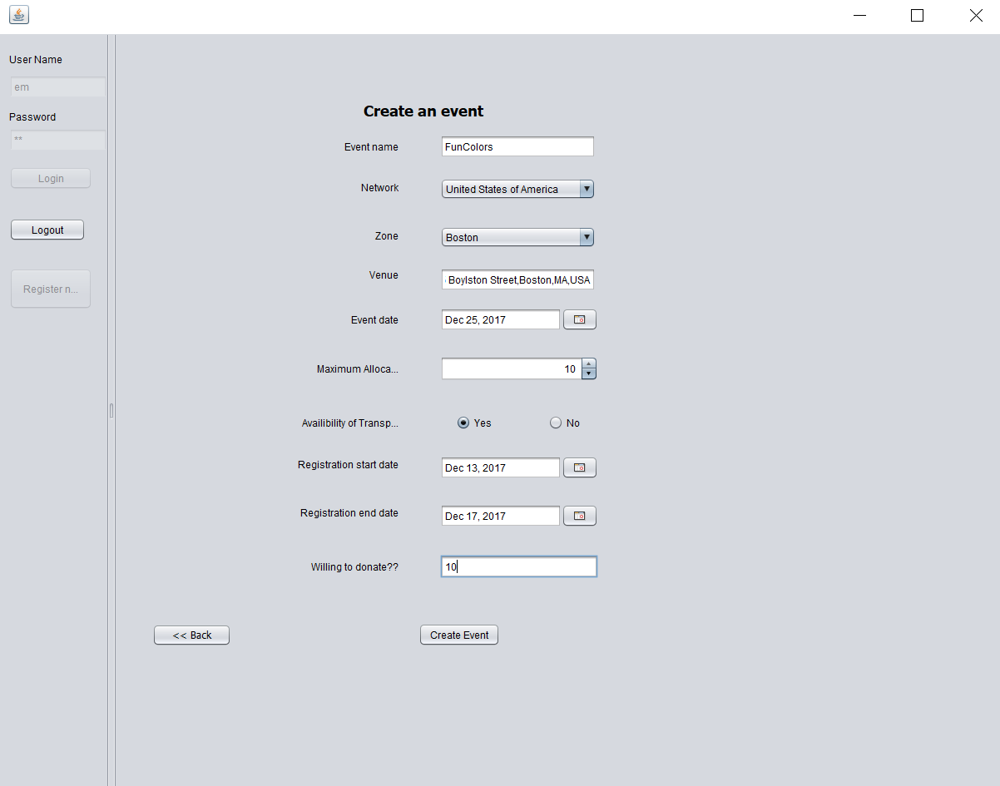 User Name
em
Password
**
Login
Logout
Register n...
Create an event
Event name FunColors
Network United States of America
Zone Boston
Venue Boylston Street,Boston,MA,USA
Event date Dec 25, 2017
Maximum Alloca... 10
Availibility of Transp... Yes No
Registration start date Dec 13, 2017
Registration end date Dec 17, 2017
Willing to donate?? 10
<< Back Create Event